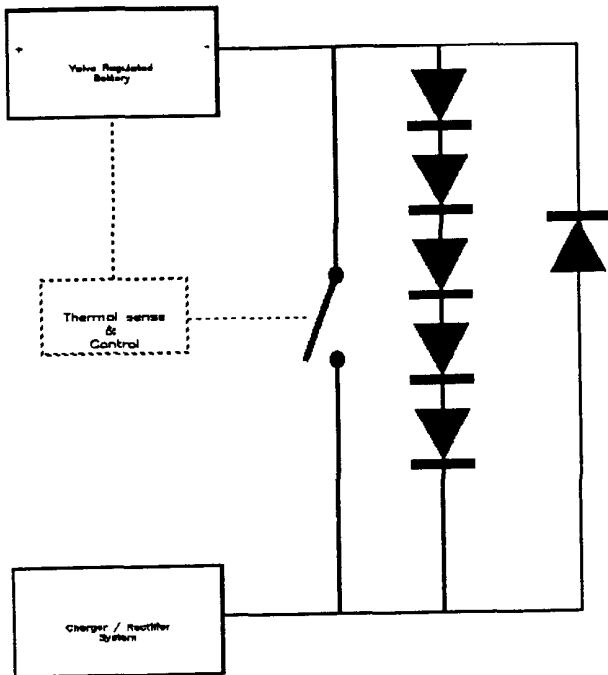 + -
Valve Regulated
Battery
Thermal sense
&
Control
Charger / Rectifier
System